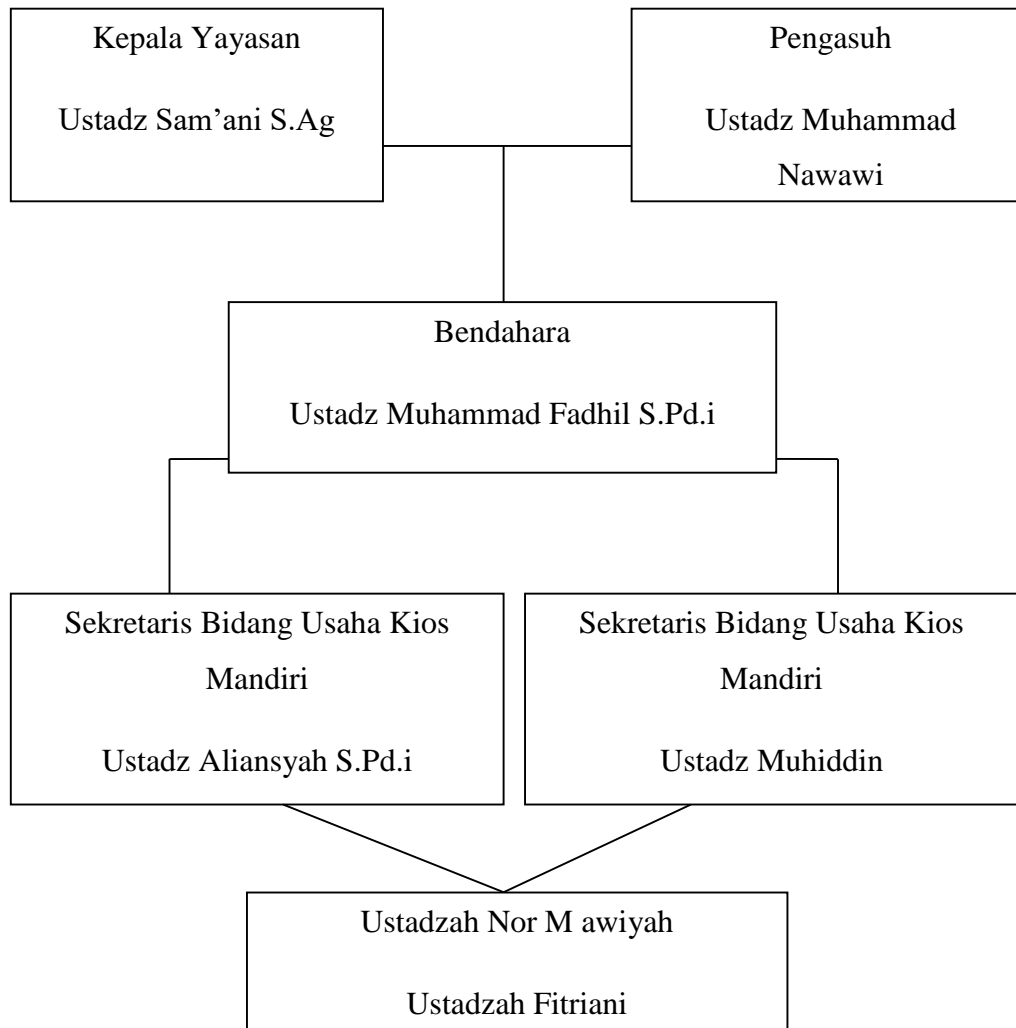 Kepala Yayasan
Ustadz Sam’ani S.Ag
Pengasuh
Ustadz Muhammad
Nawawi
Bendahara
Ustadz Muhammad Fadhil S.Pd.i
Sekretaris Bidang Usaha Kios
Mandiri
Ustadz Aliansyah S.Pd.i
Sekretaris Bidang Usaha Kios
Mandiri
Ustadz Muhiddin
Ustadzah Nor M awiyah
Ustadzah Fitriani